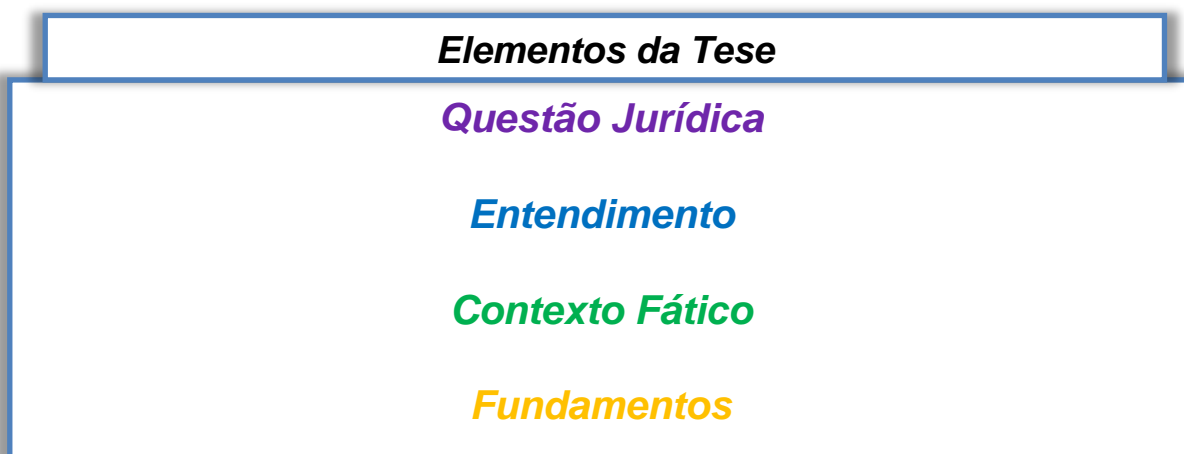 Elementos da Tese
Questão Jurídica
Entendimento
Contexto Fático
Fundamentos